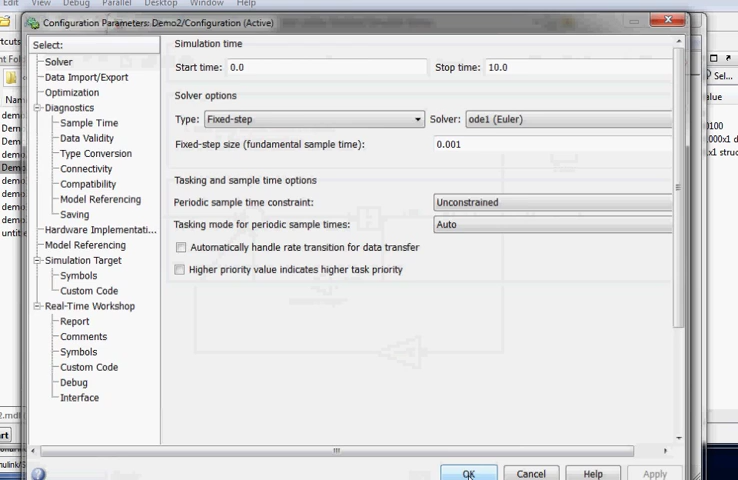 Edit View Debug Parallel Desktop Window Help
Configuration Parameters: Demo2/Configuration (Active)
Select:
Solver
Data Import/Export
Optimization
Diagnostics
Sample Time
Data Validity
Type Conversion
Connectivity
Compatibility
Model Referencing
Saving
Hardware Implementati...
Model Referencing
Simulation Target
Symbols
Custom Code
Real-Time Workshop
Report
Comments
Symbols
Custom Code
Debug
Interface
Simulation time
Start time: 0.0 Stop time: 10.0
Solver options
Type: Fixed-step Solver: ode1 (Euler)
Fixed-step size (fundamental sample time): 0.001
Tasking and sample time options
Periodic sample time constraint: Unconstrained
Tasking mode for periodic sample times: Auto
Automatically handle rate transition for data transfer
Higher priority value indicates higher task priority
OK Cancel Help Apply